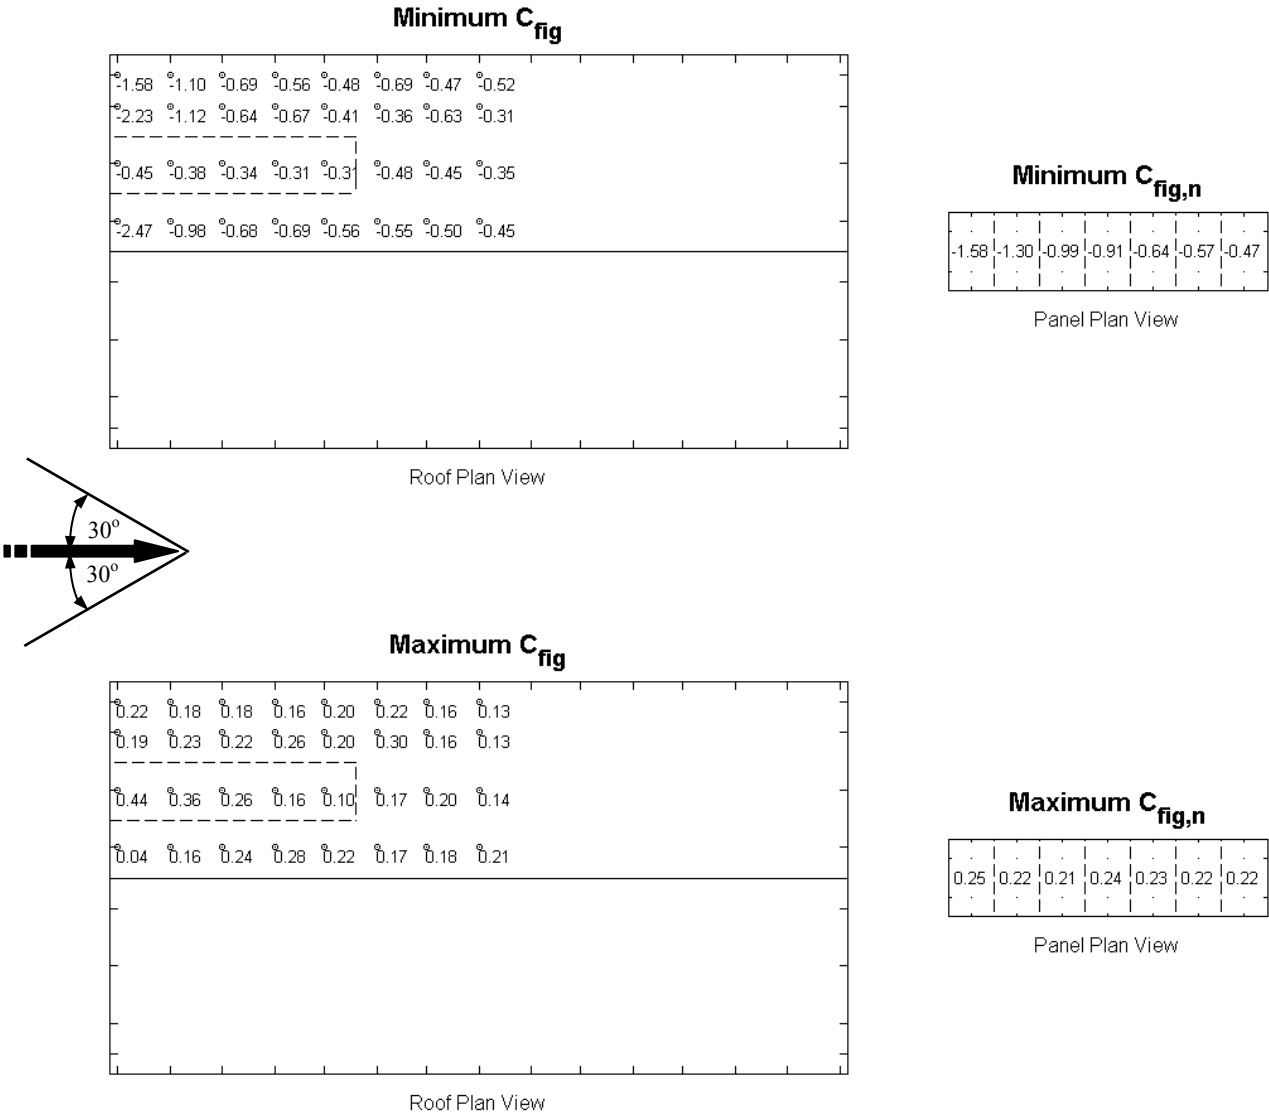 Minimum C_fig
-1.58 -1.10 -0.69 -0.56 -0.48 -0.69 -0.47 -0.52
-2.23 -1.12 -0.64 -0.67 -0.41 -0.36 -0.63 -0.31
-0.45 -0.38 -0.34 -0.31 -0.31 -0.48 -0.45 -0.35
-2.47 -0.98 -0.68 -0.69 -0.56 -0.55 -0.50 -0.45
Roof Plan View
Minimum C_fig,n
-1.58 -1.30 -0.99 -0.91 -0.64 -0.57 -0.47
Panel Plan View
30°
30°
Maximum C_fig
0.22 0.18 0.18 0.16 0.20 0.22 0.16 0.13
0.19 0.23 0.22 0.26 0.20 0.30 0.16 0.13
0.44 0.36 0.26 0.16 0.10 0.17 0.20 0.14
0.04 0.16 0.24 0.28 0.22 0.17 0.18 0.21
Roof Plan View
Maximum C_fig,n
0.25 0.22 0.21 0.24 0.23 0.22 0.22
Panel Plan View